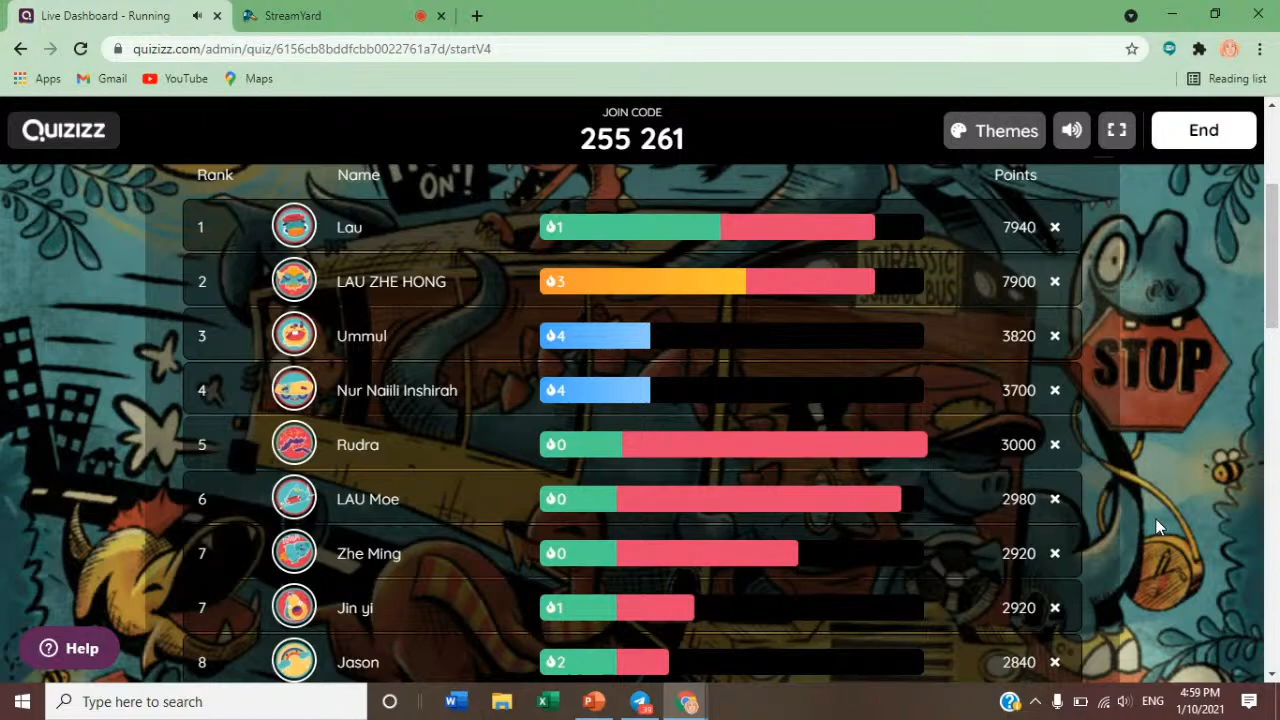 Live Dashboard - Running
StreamYard
quizizz.com/admin/quiz/6156cb8bddfcbb0022761a7d/startV4
Apps Gmail YouTube Maps Reading list
Quizizz
JOIN CODE
255 261
Themes
End
ON!
Rank Name Points
1 Lau 1 7940
2 LAU ZHE HONG 3 7900
3 Ummul 4 3820
4 Nur Naiili Inshirah 4 3700
5 Rudra 0 3000
6 LAU Moe 0 2980
7 Zhe Ming 0 2920
7 Jin yi 1 2920
8 Jason 2 2840
JURASSIC
SCHOOL BUS
STOP
Help
Type here to search
ENG
4:59 PM
1/10/2021